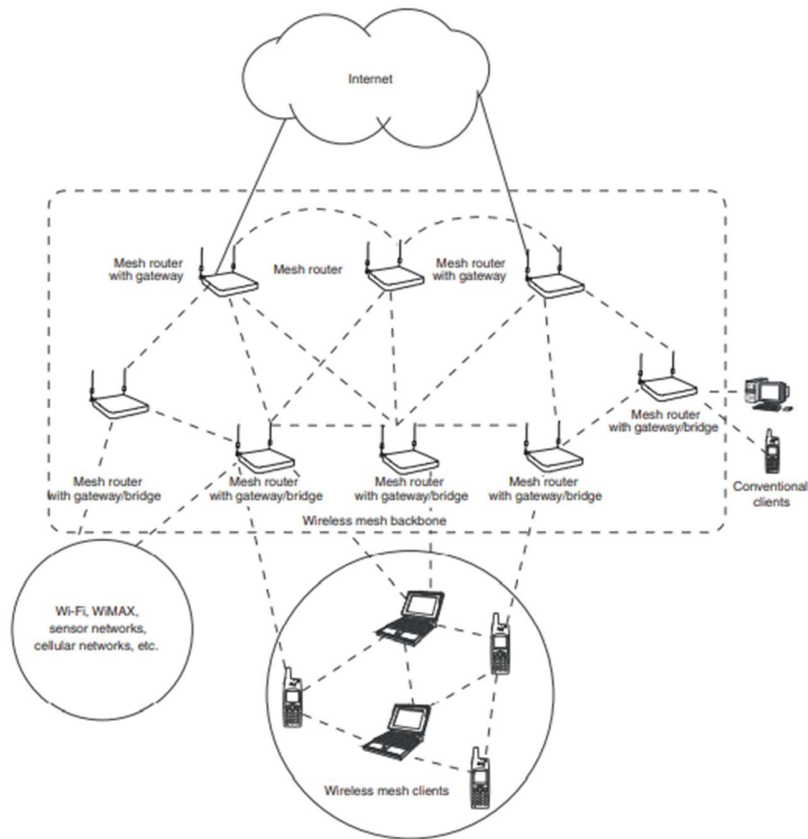 Internet
Mesh router
with gateway
Mesh router
Mesh router
with gateway
Mesh router
with gateway/bridge
Mesh router
with gateway/bridge
Mesh router
with gateway/bridge
Mesh router
with gateway/bridge
Mesh router
with gateway/bridge
Conventional
clients
Wireless mesh backbone
Wi-Fi, WiMAX,
sensor networks,
cellular networks, etc.
Wireless mesh clients